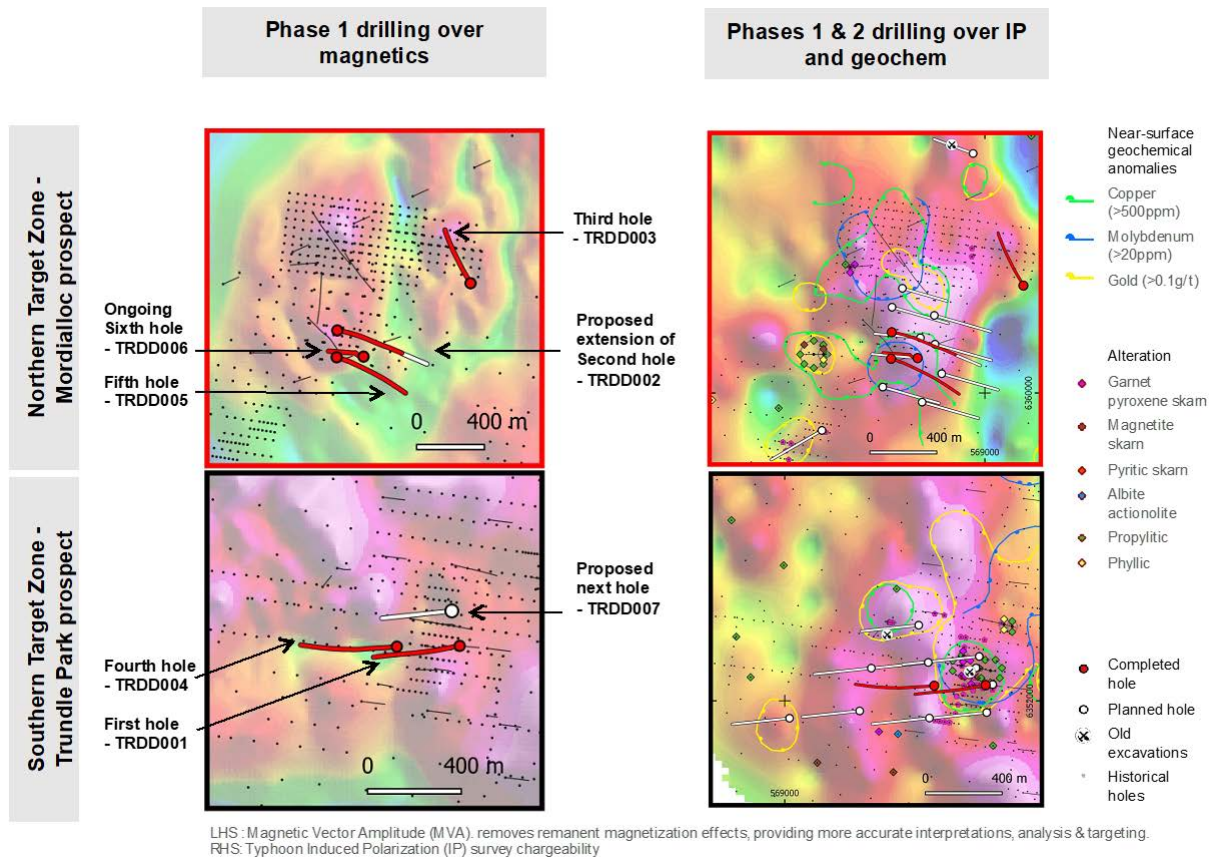 Phase 1 drilling over
magnetics
Phases 1 & 2 drilling over IP
and geochem
Northern Target Zone -
Mordialloc prospect
Southern Target Zone -
Trundle Park prospect
Third hole
- TRDD003
Ongoing
Sixth hole
- TRDD006
Fifth hole
- TRDD005
Proposed
extension of
Second hole
- TRDD002
0 400 m
0 400 m
569000
6360000
Proposed
next hole
- TRDD007
Fourth hole
- TRDD004
First hole
- TRDD001
0 400 m
0 400 m
569000
6352000
Near-surface
geochemical
anomalies
Copper
(>500ppm)
Molybdenum
(>20ppm)
Gold (>0.1g/t)
Alteration
Garnet
pyroxene skarn
Magnetite
skarn
Pyritic skarn
Albite
actionolite
Propylitic
Phyllic
Completed
hole
Planned hole
Old
excavations
Historical
holes
LHS : Magnetic Vector Amplitude (MVA). removes remanent magnetization effects, providing more accurate interpretations, analysis & targeting.
RHS: Typhoon Induced Polarization (IP) survey chargeability